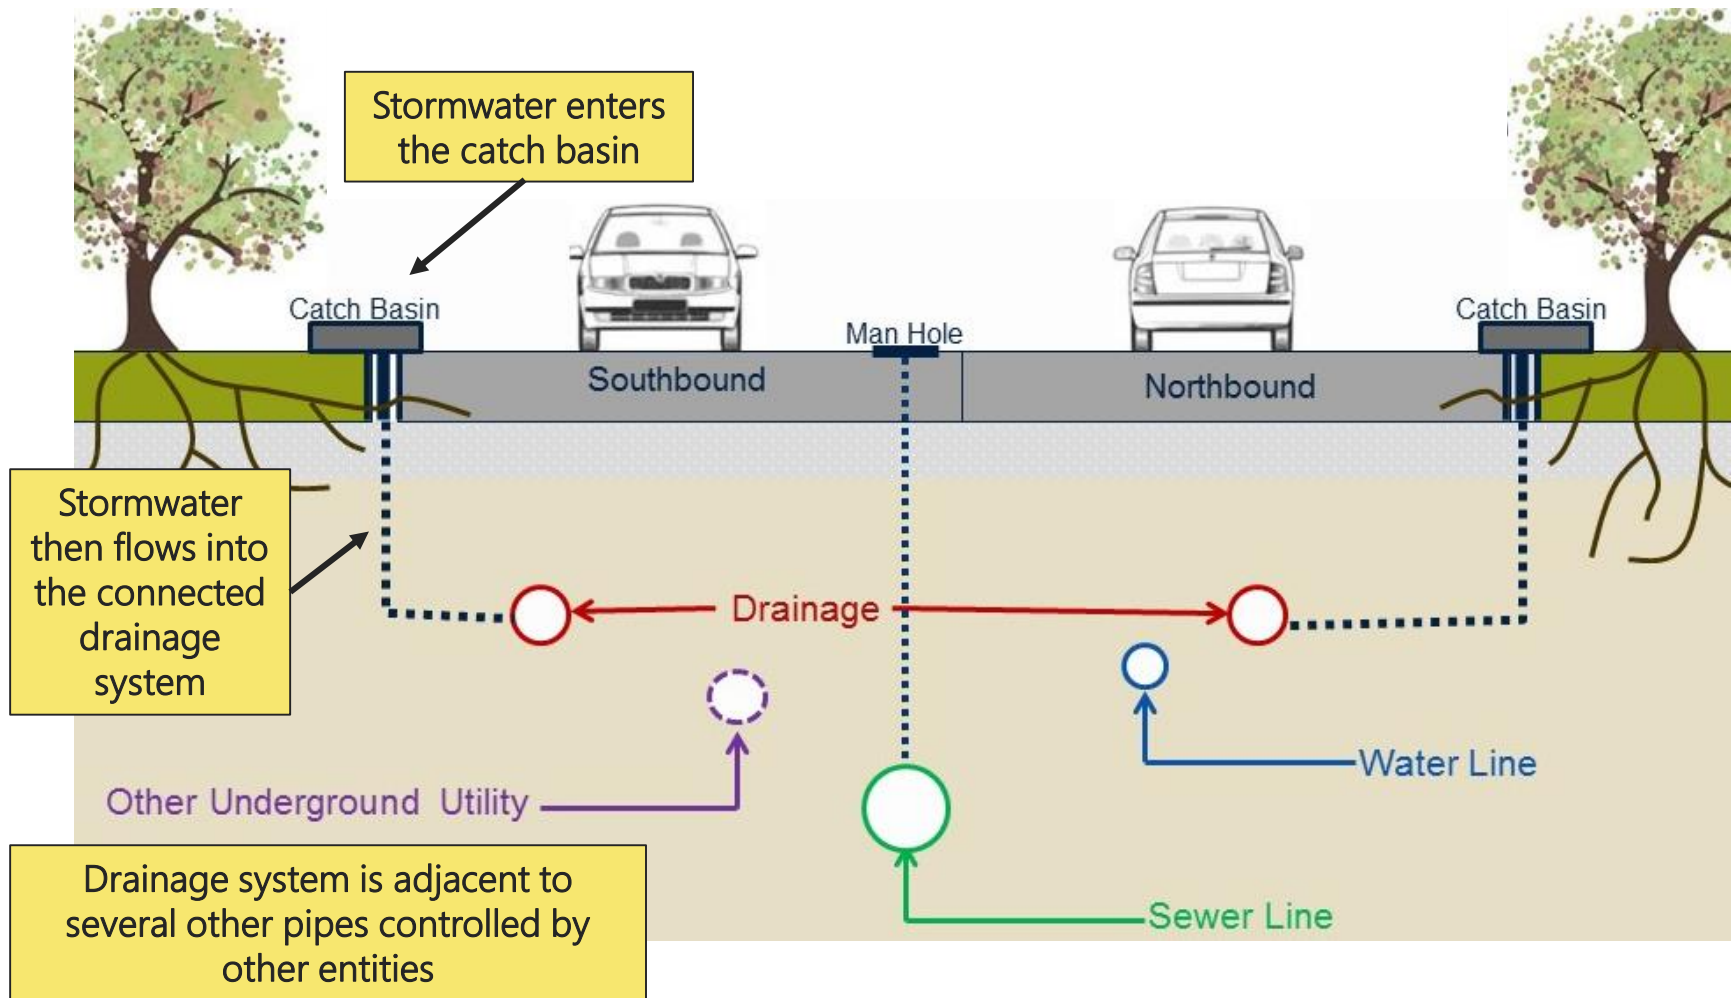 Stormwater enters
the catch basin
Catch Basin
Man Hole
Catch Basin
Southbound
Northbound
Stormwater
then flows into
the connected
drainage
system
Drainage
Water Line
Other Underground Utility
Drainage system is adjacent to
several other pipes controlled by
other entities
Sewer Line